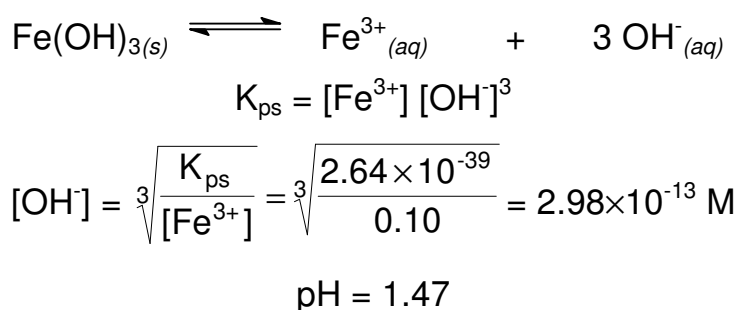 Fe(OH)₃₍s₎ ⇌ Fe³⁺₍aq₎ + 3 OH⁻₍aq₎
Kps = [Fe³⁺] [OH⁻]³
[OH⁻] = ∛(Kps / [Fe³⁺]) = ∛(2.64×10⁻³⁹ / 0.10) = 2.98×10⁻¹³ M
pH = 1.47